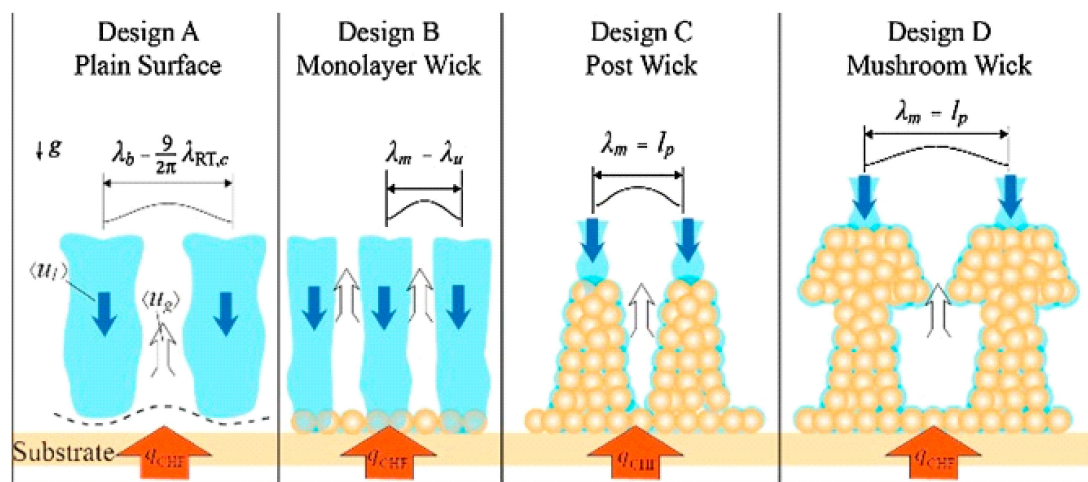 Design A
Plain Surface
Design B
Monolayer Wick
Design C
Post Wick
Design D
Mushroom Wick
↓ g
λb - 9/2π λRT,c
λm - λu
λm = lp
λm = lp
⟨ul⟩
⟨ug⟩
Substrate
qCHF
qCHF
qCHF
qCHF